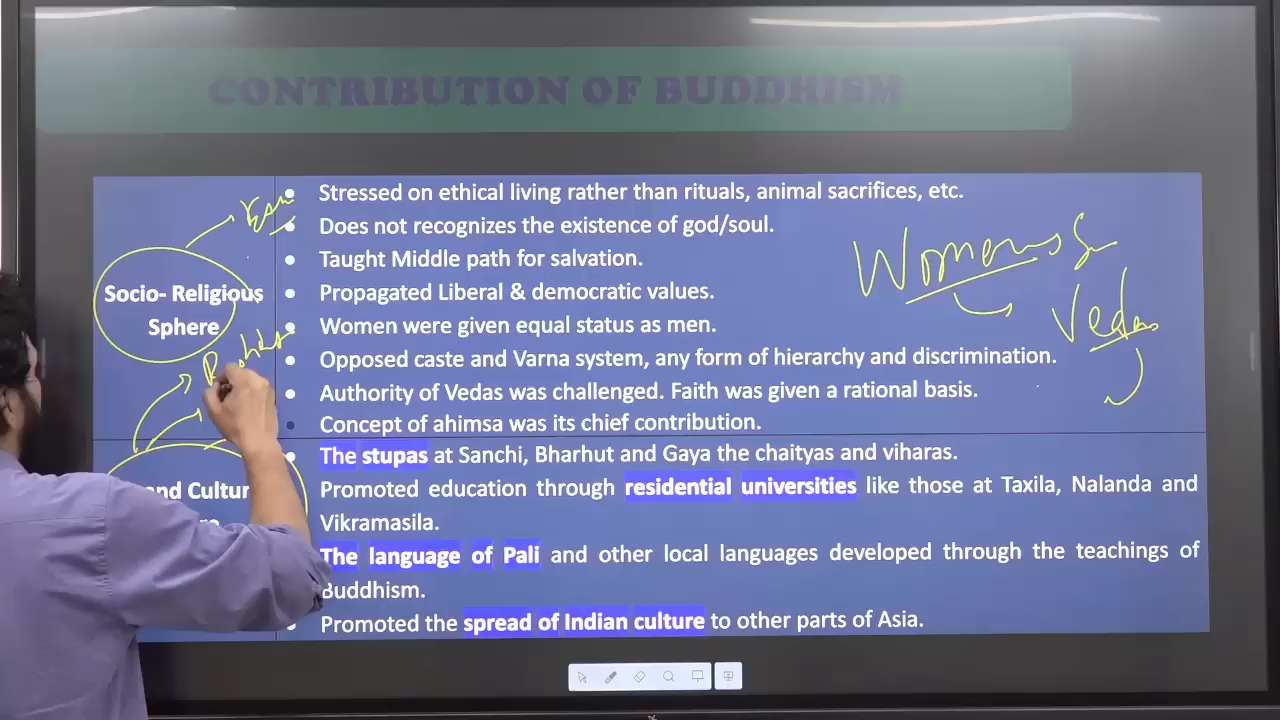 CONTRIBUTION OF BUDDHISM
Socio- Religious
Sphere
• Stressed on ethical living rather than rituals, animal sacrifices, etc.
• Does not recognizes the existence of god/soul.
• Taught Middle path for salvation.
• Propagated Liberal & democratic values.
• Women were given equal status as men.
• Opposed caste and Varna system, any form of hierarchy and discrimination.
• Authority of Vedas was challenged. Faith was given a rational basis.
• Concept of ahimsa was its chief contribution.
Women
Vedas
nd Cultur
• The stupas at Sanchi, Bharhut and Gaya the chaityas and viharas.
Promoted education through residential universities like those at Taxila, Nalanda and
Vikramasila.
The language of Pali and other local languages developed through the teachings of
Buddhism.
• Promoted the spread of Indian culture to other parts of Asia.